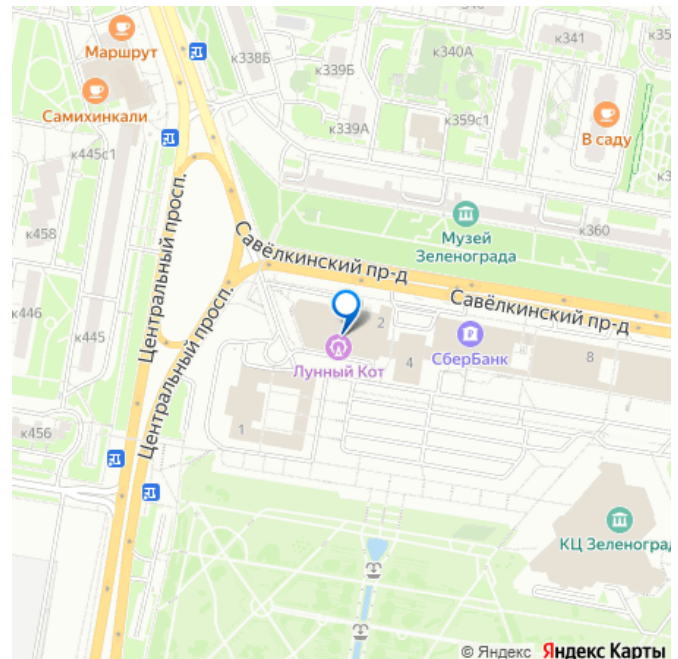 к340А
к341
Маршрут
к338Б
к339Б
Самихинкали
к339А
к359с1
В саду
к445с1
к458
Музей
Зеленограда
к360
Савёлкинский пр-д
Савёлкинский пр-д
Центральный просп.
Центральный просп.
к446
к445
2
СберБанк
4
8
Лунный Кот
1
к456
КЦ Зеленоград
© Яндекс Яндекс Карты